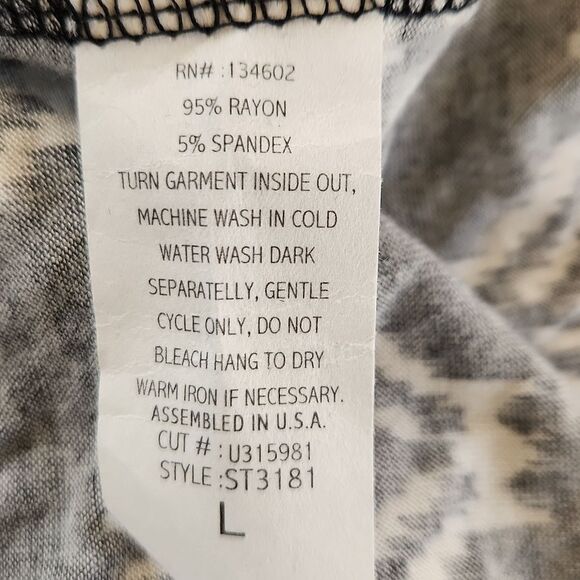 RN# :134602
95% RAYON
5% SPANDEX
TURN GARMENT INSIDE OUT,
MACHINE WASH IN COLD
WATER WASH DARK
SEPARATELLY, GENTLE
CYCLE ONLY, DO NOT
BLEACH HANG TO DRY
WARM IRON IF NECESSARY.
ASSEMBLED IN U.S.A.
CUT # : U315981
STYLE :ST3181
L